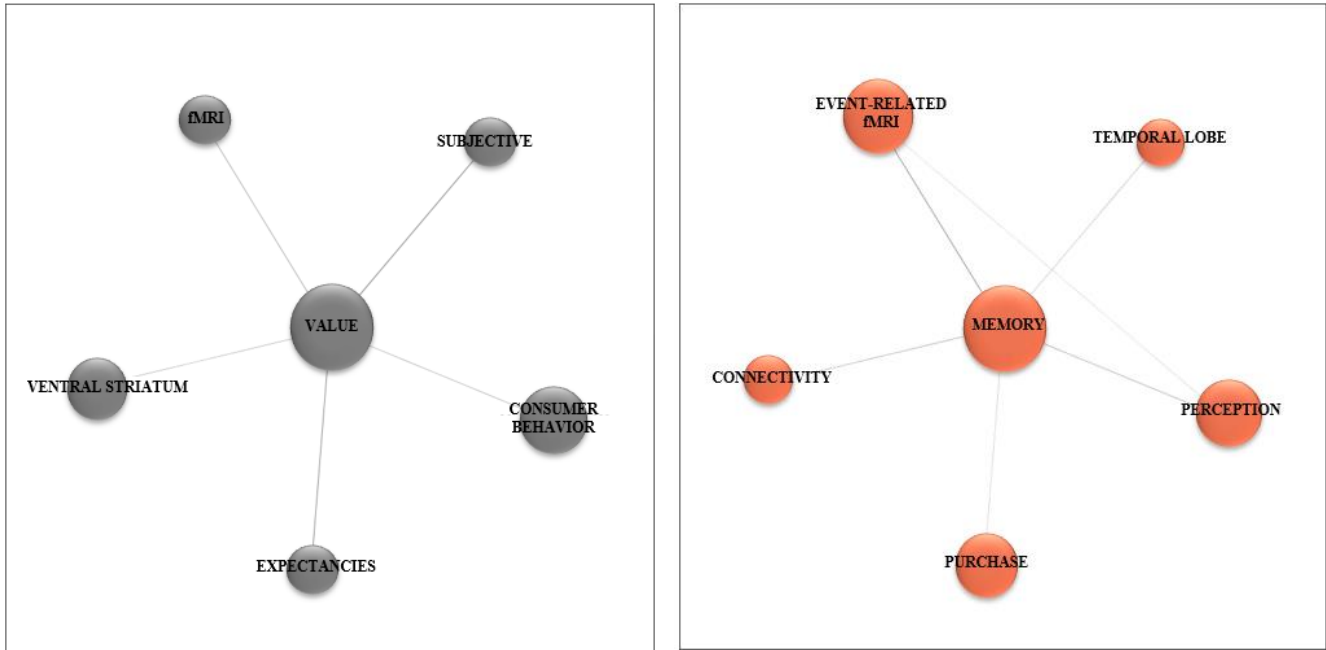 fMRI
SUBJECTIVE
VALUE
VENTRAL STRIATUM
CONSUMER
BEHAVIOR
EXPECTANCIES
EVENT-RELATED
fMRI
TEMPORAL LOBE
MEMORY
CONNECTIVITY
PERCEPTION
PURCHASE